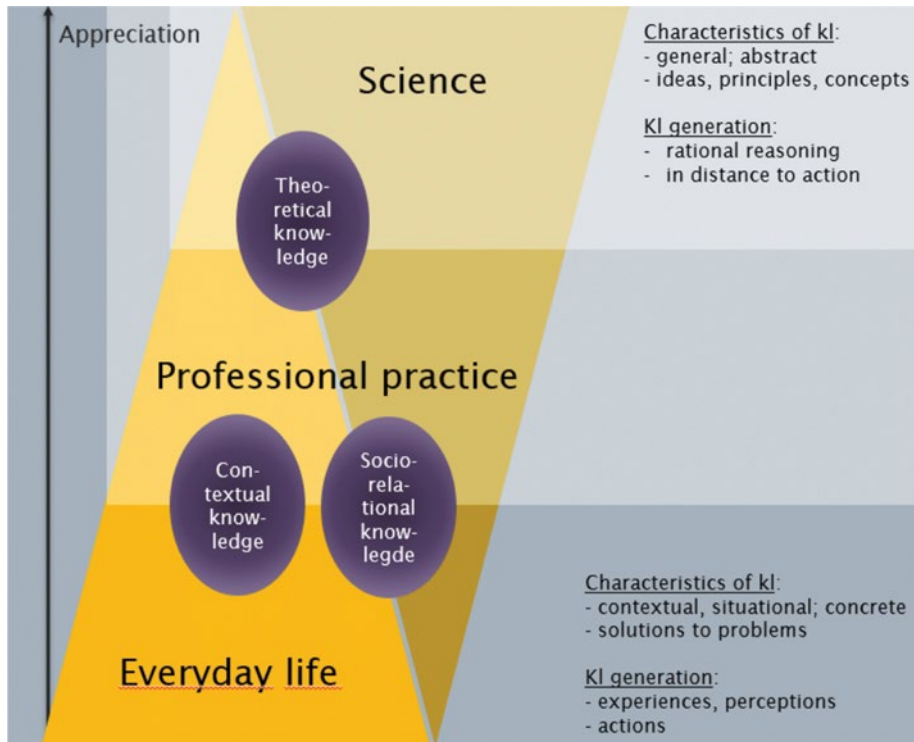 Appreciation
Science
Characteristics of kl:
- general; abstract
- ideas, principles, concepts
Kl generation:
- rational reasoning
- in distance to action
Theo-
retical
know-
ledge
Professional practice
Con-
textual
know-
ledge
Socio-
rela-
tional
know-
legde
Everyday life
Characteristics of kl:
- contextual, situational; concrete
- solutions to problems
Kl generation:
- experiences, perceptions
- actions